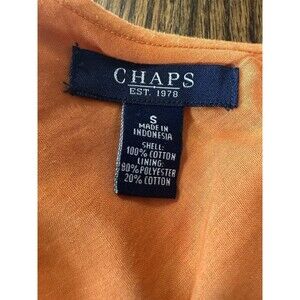 CHAPS
EST. 1978
S
MADE IN
INDONESIA
SHELL:
100% COTTON
LINING:
80% POLYESTER
20% COTTON